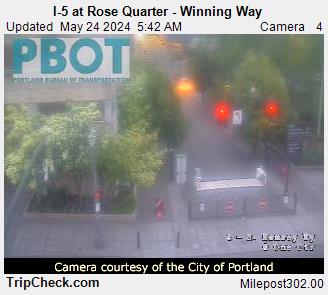 I-5 at Rose Quarter - Winning Way
Updated May 24 2024 5:42 AM Camera 4
PBOT
PORTLAND BUREAU OF TRANSPORTATION
Camera courtesy of the City of Portland
TripCheck.com Milepost302.00